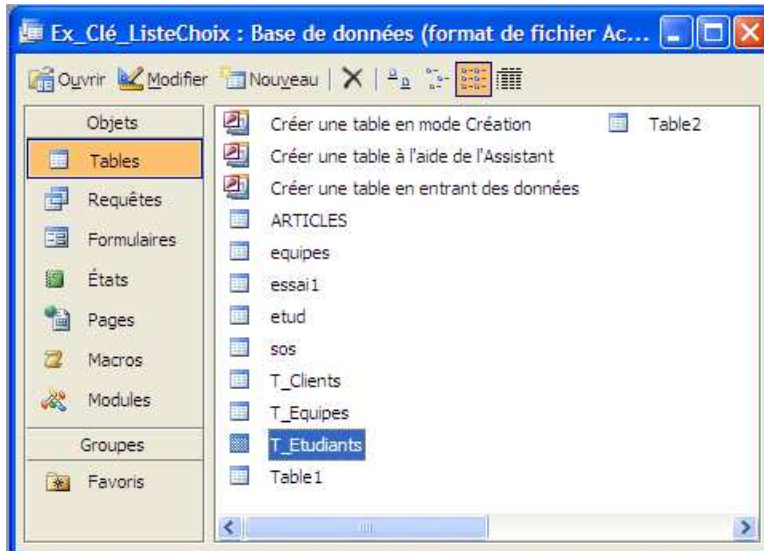 Ex_Clé_ListeChoix : Base de données (format de fichier Ac...
Ouvrir Modifier Nouveau
Objets
Tables
Requêtes
Formulaires
États
Pages
Macros
Modules
Groupes
Favoris
Créer une table en mode Création
Créer une table à l'aide de l'Assistant
Créer une table en entrant des données
ARTICLES
equipes
essai1
etud
sos
T_Clients
T_Equipes
T_Etudiants
Table1
Table2